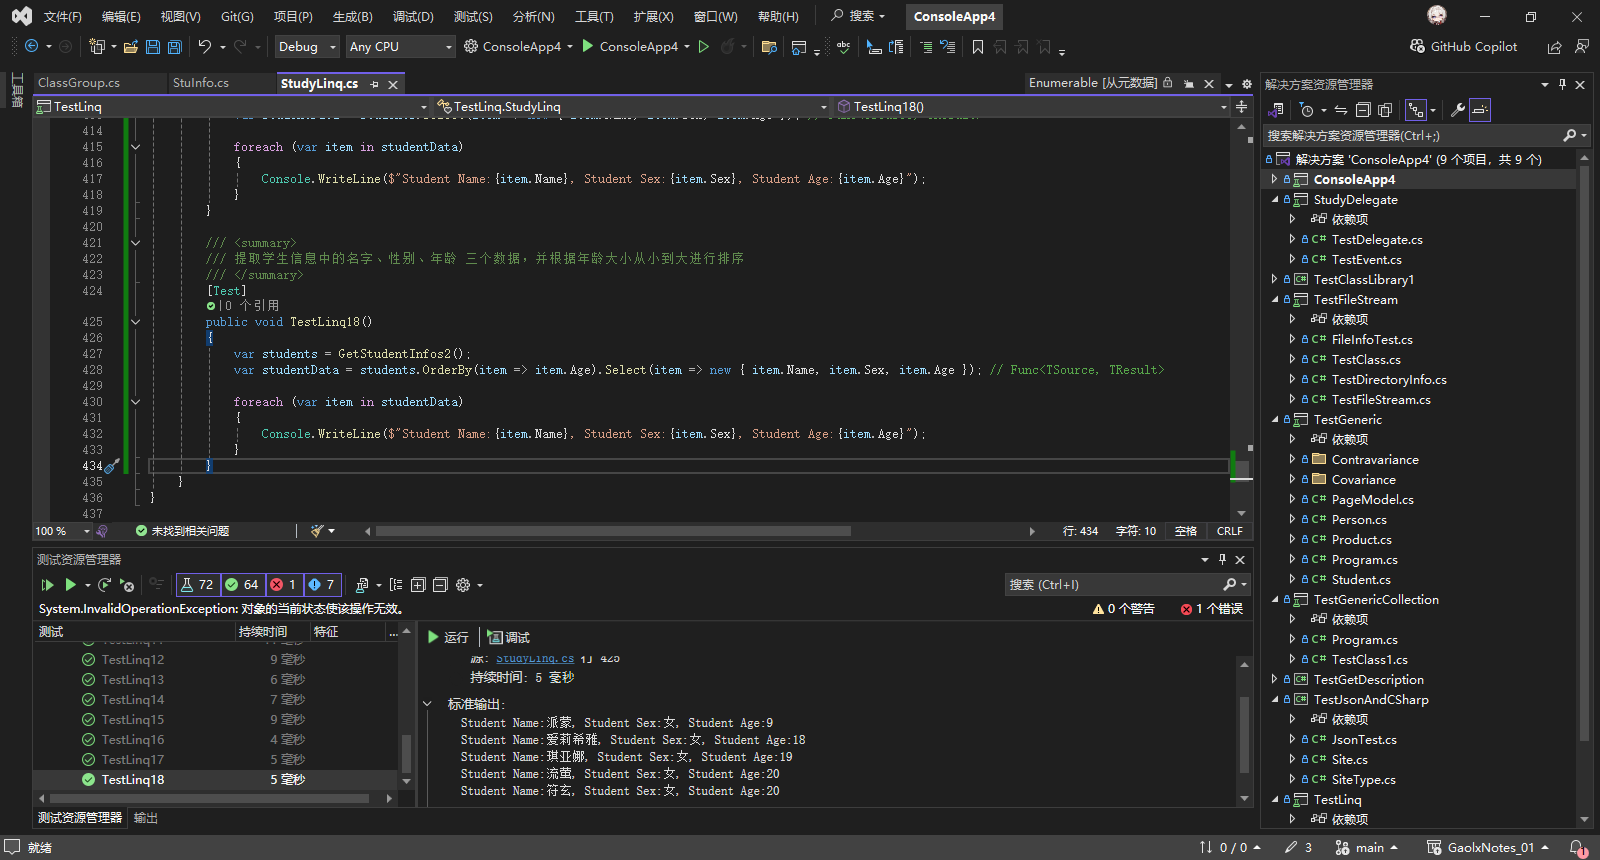 文件(F) 编辑(E) 视图(V) Git(G) 项目(P) 生成(B) 调试(D) 测试(S) 分析(N) 工具(T) 扩展(X) 窗口(W) 帮助(H) 搜索 ConsoleApp4
Debug Any CPU ConsoleApp4 ConsoleApp4 GitHub Copilot
工具箱
ClassGroup.cs StuInfo.cs StudyLinq.cs Enumerable [从元数据]
TestLinq TestLinq.StudyLinq TestLinq18()
414
415 foreach (var item in studentData)
416 {
417 Console.WriteLine($"Student Name:{item.Name}, Student Sex:{item.Sex}, Student Age:{item.Age}");
418 }
419 }
420
421 /// <summary>
422 /// 提取学生信息中的名字、性别、年龄 三个数据，并根据年龄大小从小到大进行排序
423 /// </summary>
424 [Test]
|0 个引用
425 public void TestLinq18()
426 {
427 var students = GetStudentInfos2();
428 var studentData = students.OrderBy(item => item.Age).Select(item => new { item.Name, item.Sex, item.Age }); // Func<TSource, TResult>
429
430 foreach (var item in studentData)
431 {
432 Console.WriteLine($"Student Name:{item.Name}, Student Sex:{item.Sex}, Student Age:{item.Age}");
433 }
434 }
435 }
436 }
437
100 % 未找到相关问题 行: 434 字符: 10 空格 CRLF
测试资源管理器
72 64 1 7 搜索 (Ctrl+I)
System.InvalidOperationException: 对象的当前状态使该操作无效。 0 个警告 1 个错误
测试 持续时间 特征 ...
TestLinq12 9 毫秒
TestLinq13 6 毫秒
TestLinq14 7 毫秒
TestLinq15 9 毫秒
TestLinq16 4 毫秒
TestLinq17 5 毫秒
TestLinq18 5 毫秒
运行 调试
源: StudyLinq.cs 行 425
持续时间: 5 毫秒
标准输出:
Student Name:派蒙, Student Sex:女, Student Age:9
Student Name:爱莉希雅, Student Sex:女, Student Age:18
Student Name:琪亚娜, Student Sex:女, Student Age:19
Student Name:流萤, Student Sex:女, Student Age:20
Student Name:符玄, Student Sex:女, Student Age:20
测试资源管理器 输出
解决方案资源管理器
搜索解决方案资源管理器(Ctrl+;)
解决方案 'ConsoleApp4' (9 个项目，共 9 个)
ConsoleApp4
StudyDelegate
依赖项
C# TestDelegate.cs
C# TestEvent.cs
C# TestClassLibrary1
TestFileStream
依赖项
C# FileInfoTest.cs
C# TestClass.cs
C# TestDirectoryInfo.cs
C# TestFileStream.cs
TestGeneric
依赖项
Contravariance
Covariance
C# PageModel.cs
C# Person.cs
C# Product.cs
C# Program.cs
C# Student.cs
TestGenericCollection
依赖项
C# Program.cs
C# TestClass1.cs
C# TestGetDescription
C# TestJsonAndCSharp
依赖项
C# JsonTest.cs
C# Site.cs
C# SiteType.cs
TestLinq
依赖项
就绪 0 / 0 3 main GaolxNotes_01 1